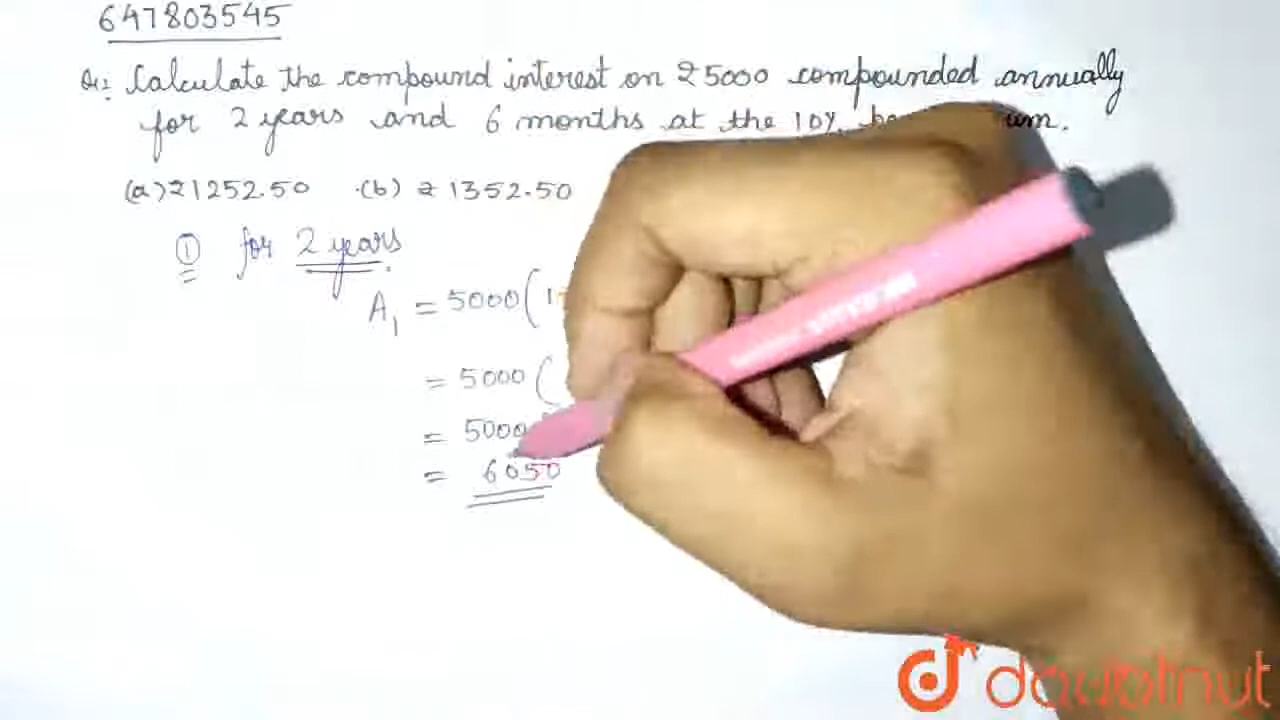 647803545
Q1: Calculate the compound interest on ₹5000 compounded annually
for 2 years and 6 months at the 10%
(a) ₹1252.50 (b) ₹ 1352.50
① for 2 years
A₁ = 5000(1
= 5000(
= 5000
= 6050
doubtnut